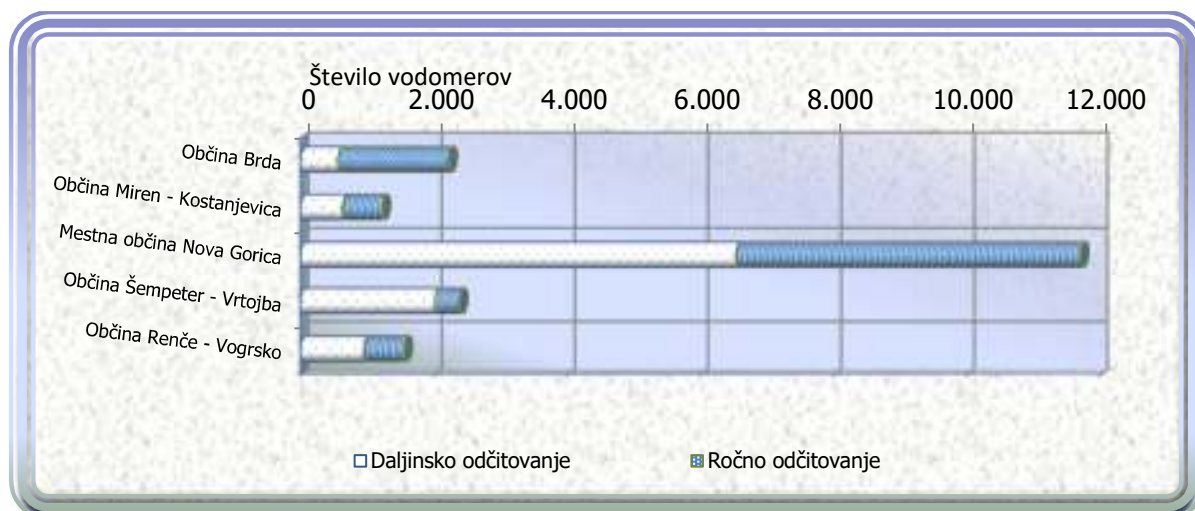 Število vodomerov
0 2.000 4.000 6.000 8.000 10.000 12.000
Občina Brda
Občina Miren - Kostanjevica
Mestna občina Nova Gorica
Občina Šempeter - Vrtojba
Občina Renče - Vogrsko
Daljinsko odčitovanje Ročno odčitovanje